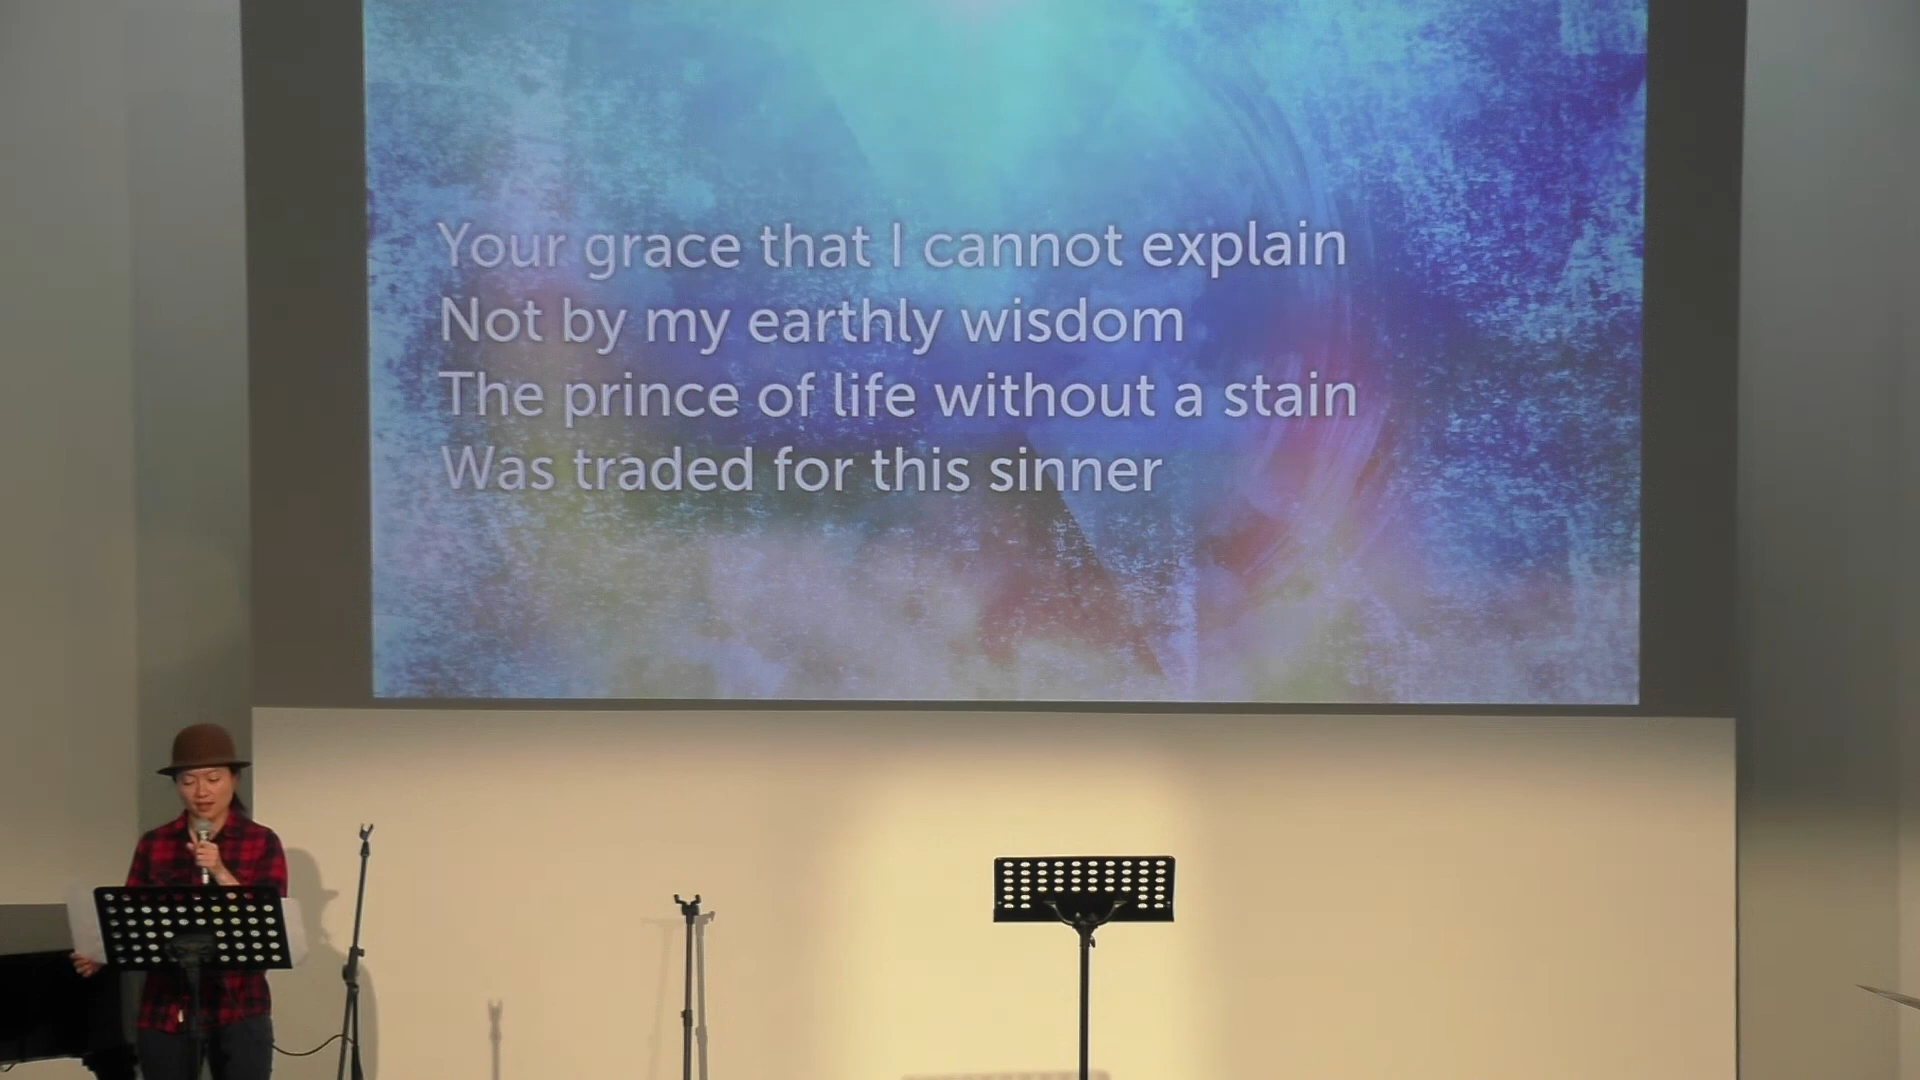 Your grace that I cannot explain
Not by my earthly wisdom
The prince of life without a stain
Was traded for this sinner